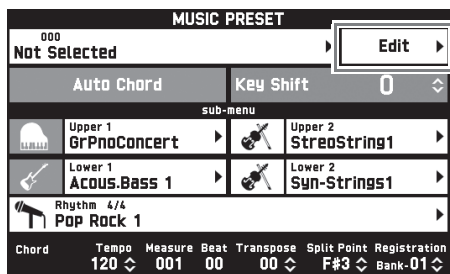 MUSIC PRESET
000
Not Selected
Edit
Auto Chord
Key Shift 0
sub-menu
Upper 1
GrPnoConcert
Upper 2
StreoString1
Lower 1
Acous.Bass 1
Lower 2
Syn-Strings1
Rhythm 4/4
Pop Rock 1
Chord Tempo Measure Beat Transpose Split Point Registration
120 001 00 00 F#3 Bank-01